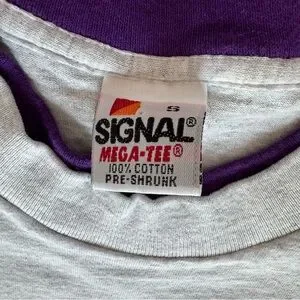 S
SIGNAL®
MEGA-TEE®
100% COTTON
PRE-SHRUNK